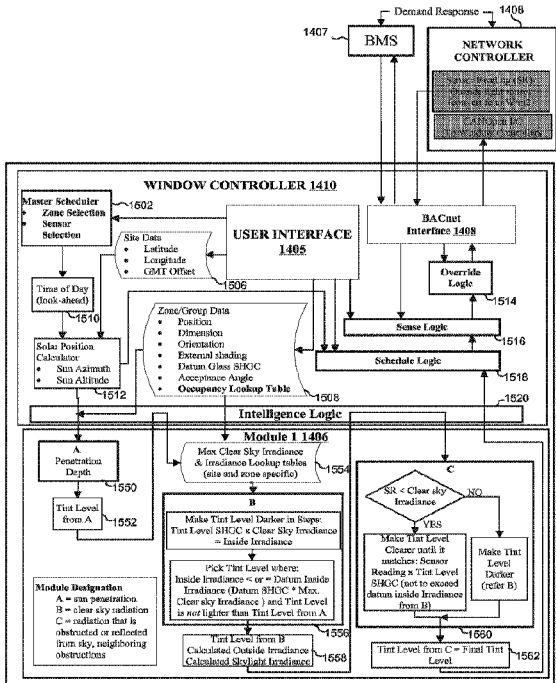 Demand Response
1408
1407
BMS
NETWORK
CONTROLLER
WINDOW CONTROLLER 1410
1502
Master Scheduler
• Zone Selection
• Sensor
Selection
USER INTERFACE
1405
BACnet
Interface 1408
Site Data
• Latitude
• Longitude
• GMT Offset
1506
Override
Logic
1514
Time of Day
(look-ahead)
1510
Sense Logic
1516
Zone/Group Data
• Position
• Dimension
• Orientation
• External shading
• Datum Glass SHGC
• Acceptance Angle
• Occupancy Lookup Table
1508
Schedule Logic
1518
Solar Position
Calculator
• Sun Azimuth
• Sun Altitude
1512
1520
Intelligence Logic
Module 1 1406
A
Penetration
Depth
1550
Max Clear Sky Irradiance
& Irradiance Lookup tables
(site and zone specific)
1554
C
SR < Clear sky
Irradiance
NO
YES
Tint Level
from A
1552
B
Make Tint Level Darker in Steps:
Tint Level SHGC x Clear Sky Irradiance
= Inside Irradiance
Make Tint Level
Clearer until it
matches: Sensor
Reading x Tint Level
SHGC (not to exceed
datum inside Irradiance
from B)
Make Tint
Level
Darker
(refer B)
Pick Tint Level where:
Inside Irradiance < or = Datum Inside
Irradiance (Datum SHGC * Max.
Clear sky Irradiance ) and Tint Level
is not lighter than Tint Level from A
1556
1560
Module Designation
A = sun penetration.
B = clear sky radiation
C = radiation that is
obstructed or reflected
from sky, neighboring
obstructions
Tint Level from B
Calculated Outside Irradiance
Calculated Skylight Irradiance
1558
Tint Level from C = Final Tint
Level
1562